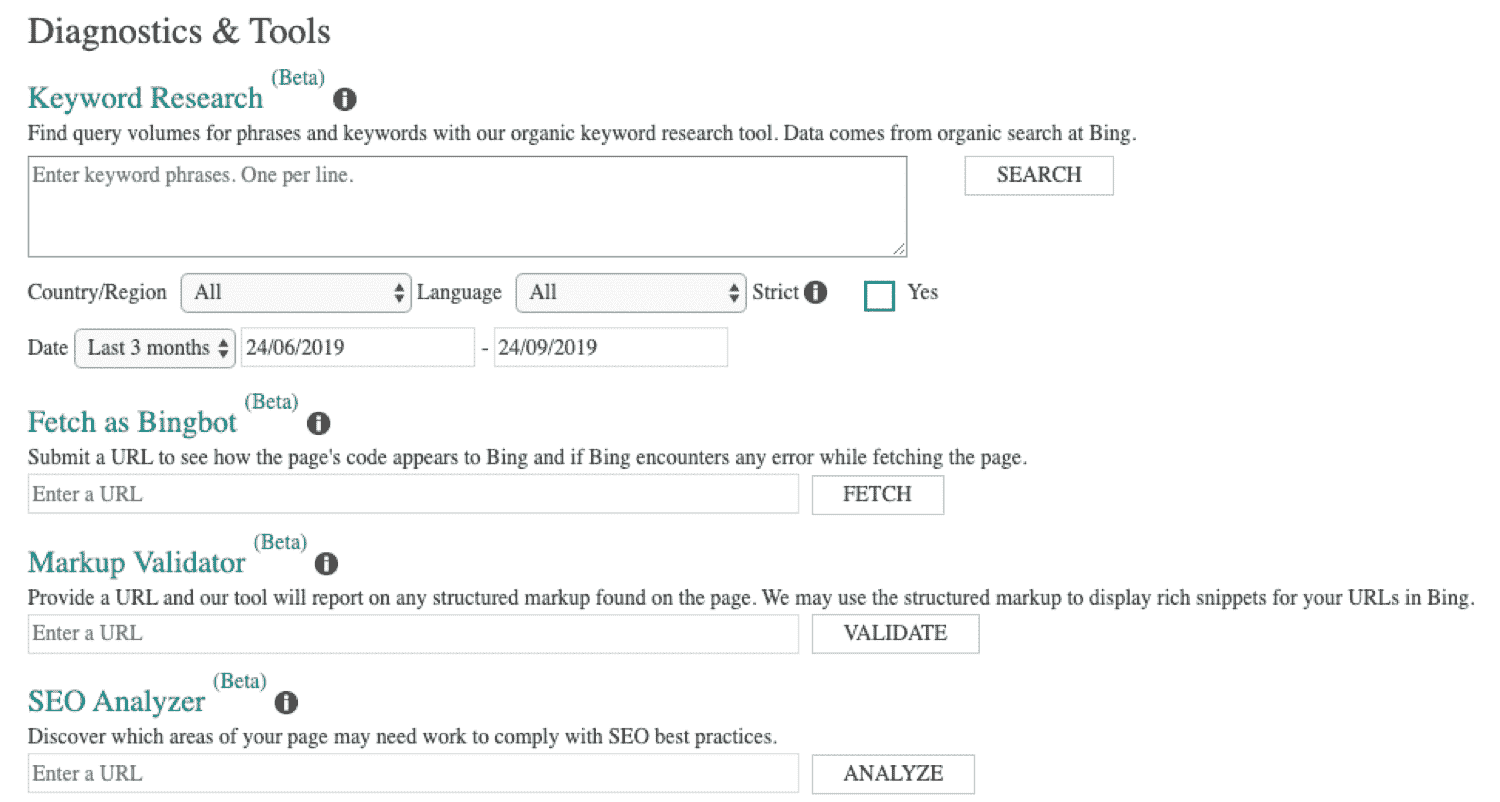 Diagnostics & Tools
Keyword Research (Beta)
Find query volumes for phrases and keywords with our organic keyword research tool. Data comes from organic search at Bing.
Enter keyword phrases. One per line. SEARCH
Country/Region All Language All Strict Yes
Date Last 3 months 24/06/2019 - 24/09/2019
Fetch as Bingbot (Beta)
Submit a URL to see how the page's code appears to Bing and if Bing encounters any error while fetching the page.
Enter a URL FETCH
Markup Validator (Beta)
Provide a URL and our tool will report on any structured markup found on the page. We may use the structured markup to display rich snippets for your URLs in Bing.
Enter a URL VALIDATE
SEO Analyzer (Beta)
Discover which areas of your page may need work to comply with SEO best practices.
Enter a URL ANALYZE